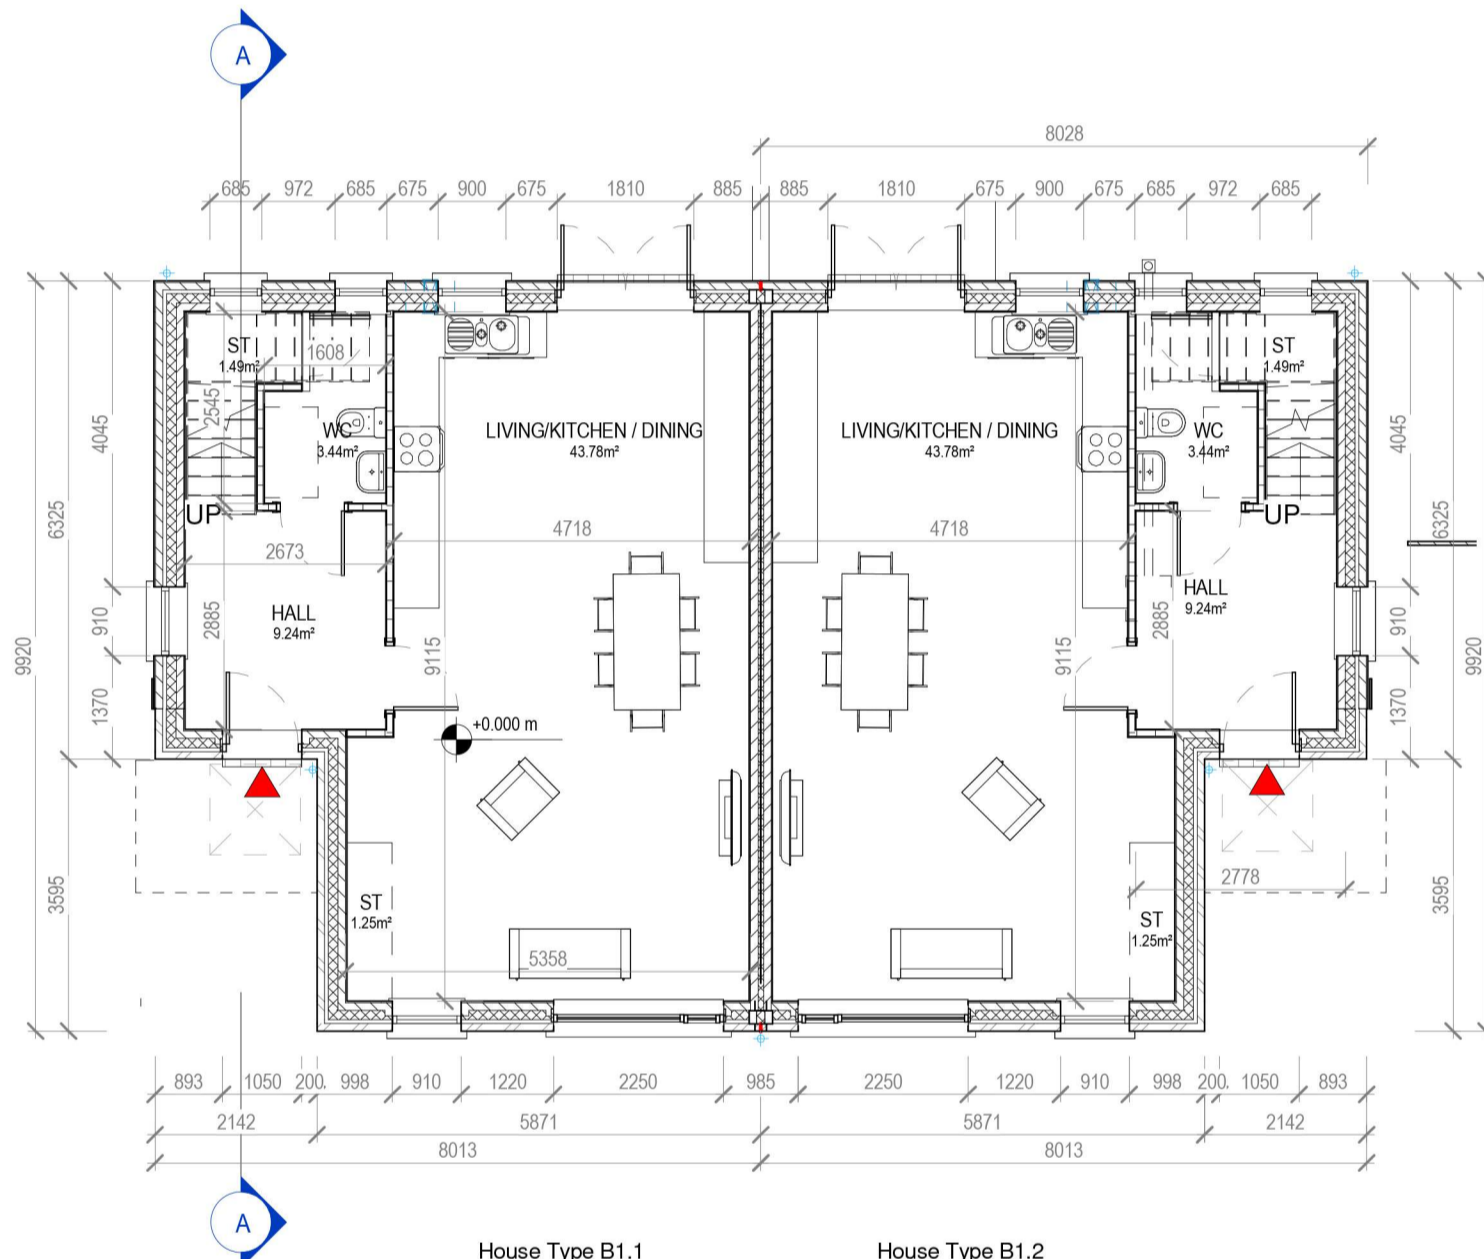 A
8028
685 972 685 675 900 675 1810 885 885 1810 675 900 675 685 972 685
ST
1.49m²
1608
ST
1.49m²
2545
4045
4045
WC
3.44m²
LIVING/KITCHEN / DINING
43.78m²
LIVING/KITCHEN / DINING
43.78m²
WC
3.44m²
UP
UP
6325
6325
4718
4718
2673
HALL
9.24m²
HALL
9.24m²
2885
2885
910
910
9920
9920
9115
9115
1370
1370
+0.000 m
2778
3595
3595
ST
1.25m²
ST
1.25m²
5358
893 1050 200. 998 910 1220 2250 985 2250 1220 910 998 200. 1050 893
2142 5871 5871 2142
8013 8013
A
House Type B1.1 House Type B1.2